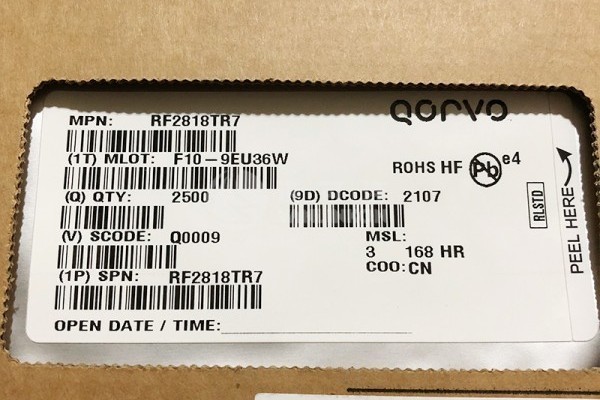 QORVO
MPN: RF2818TR7
(1T) MLOT: F10-9EU36W
ROHS HF Pb e4
(Q) QTY: 2500
(9D) DCODE: 2107
RLSTD
PEEL HERE
(V) SCODE: Q0009
MSL:
3 168 HR
COO: CN
(1P) SPN: RF2818TR7
OPEN DATE / TIME: